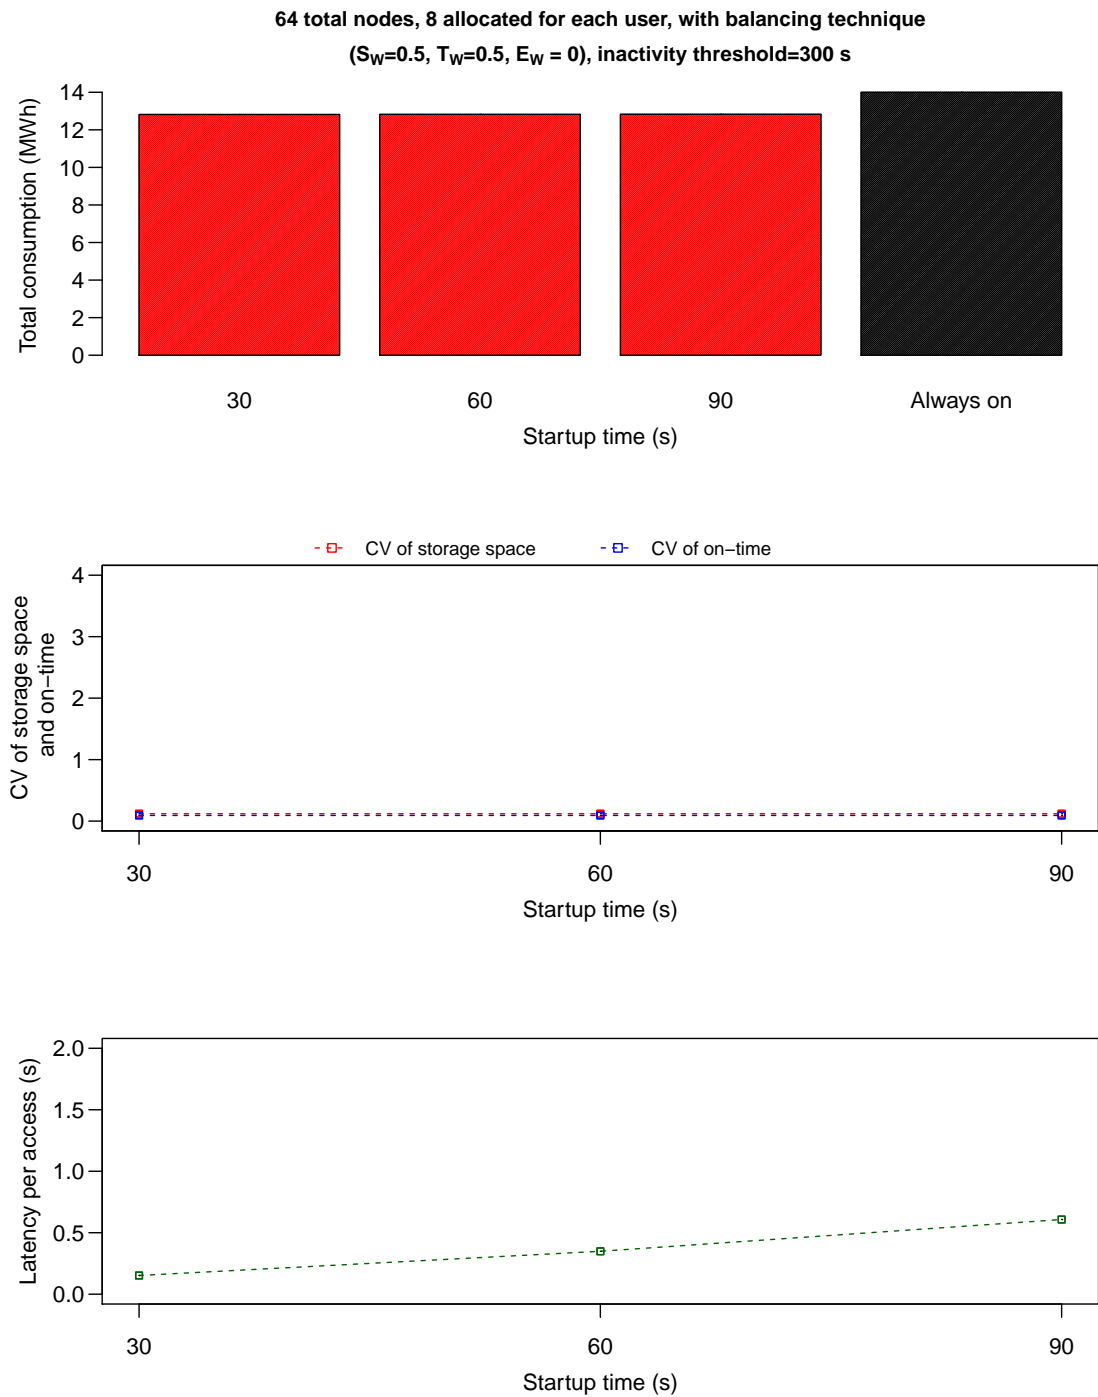 64 total nodes, 8 allocated for each user, with balancing technique
(SW=0.5, TW=0.5, EW = 0), inactivity threshold=300 s
Total consumption (MWh)
14
12
10
8
6
4
2
0
30 60 90 Always on
Startup time (s)
CV of storage space CV of on−time
CV of storage space
and on−time
4
3
2
1
0
30 60 90
Startup time (s)
Latency per access (s)
2.0
1.5
1.0
0.5
0.0
30 60 90
Startup time (s)